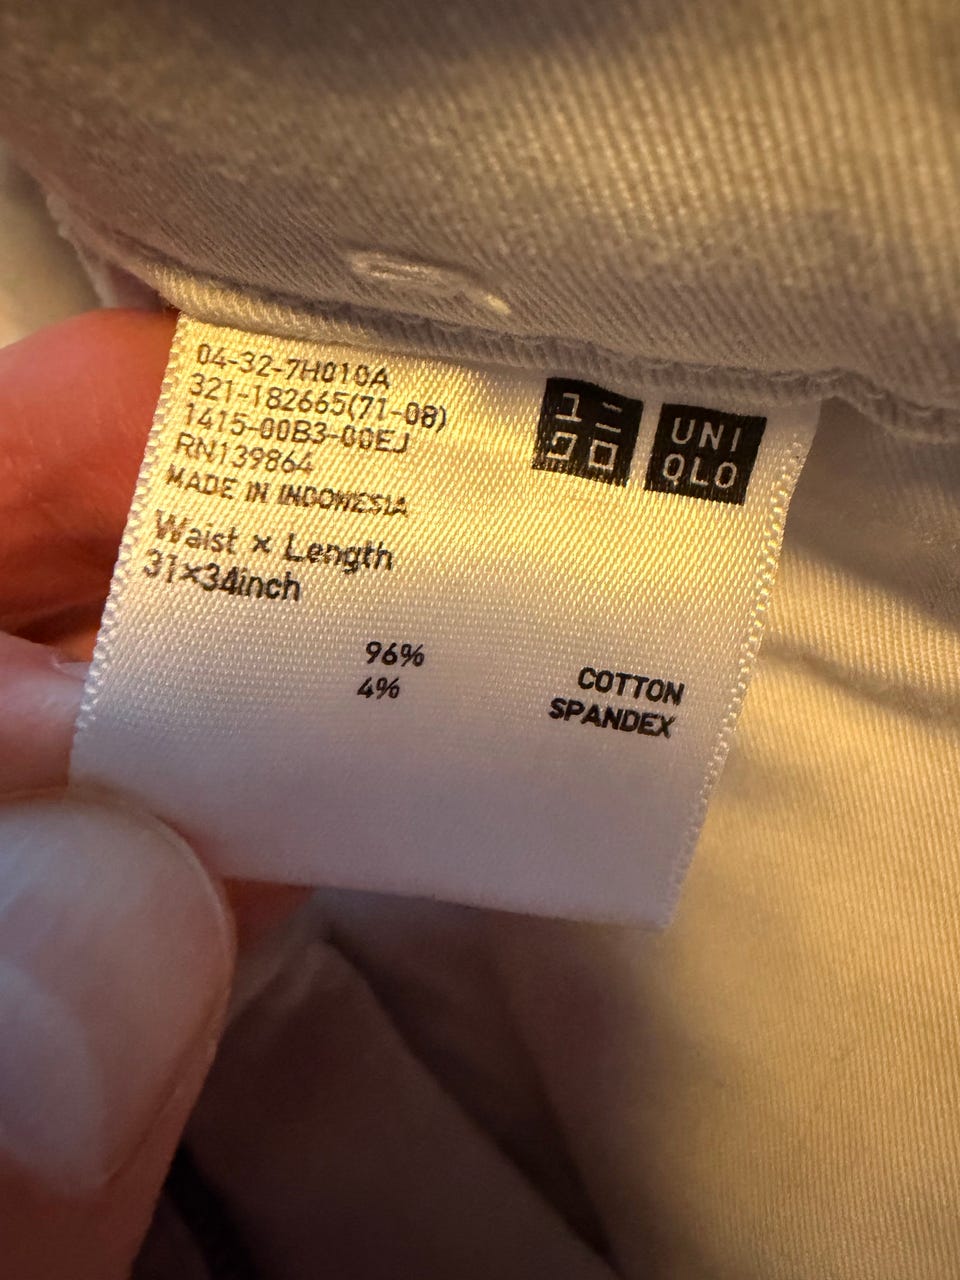 04-32-7H010A
321-182665(71-08)
1415-00B3-00EJ
RN139864
MADE IN INDONESIA
Waist × Length
31×34inch
ユニ
クロ
UNI
QLO
96% COTTON
4% SPANDEX